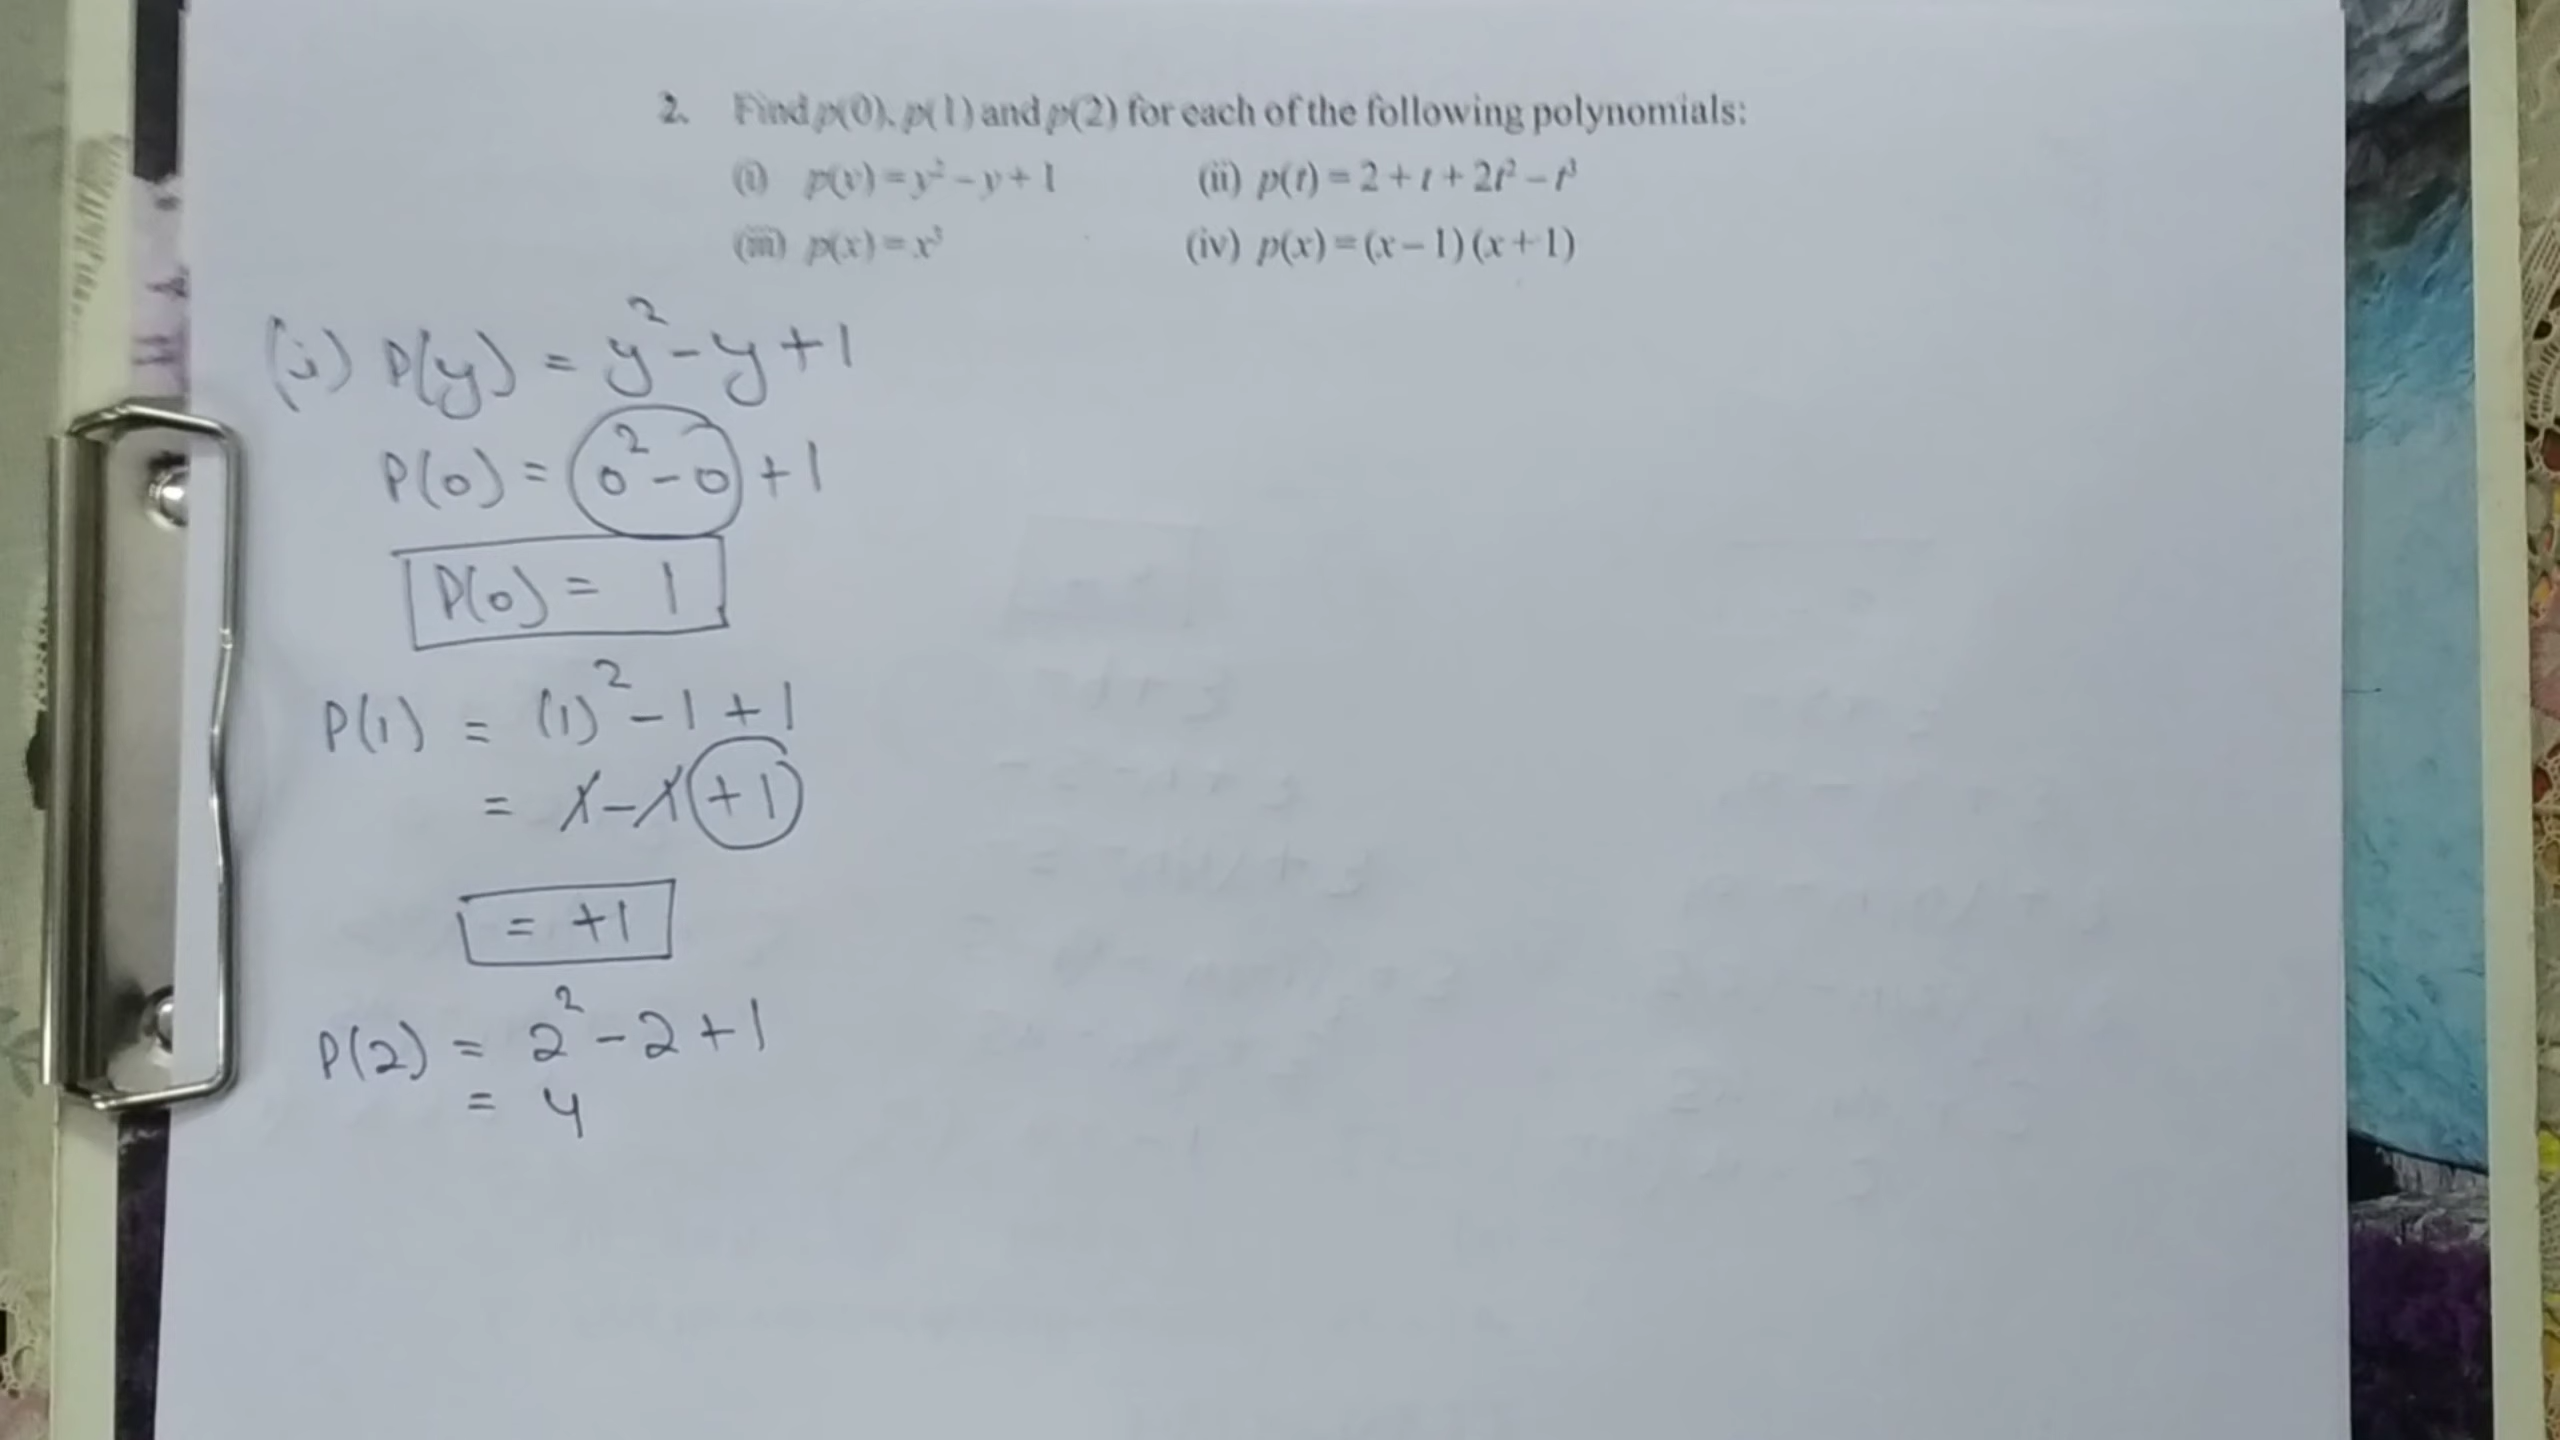 2. Find p(0), p(1) and p(2) for each of the following polynomials:
(i) p(y) = y² – y + 1 (ii) p(t) = 2 + t + 2t² – t³
(iii) p(x) = x³ (iv) p(x) = (x – 1) (x + 1)
(i) P(y) = y² - y + 1
P(0) = 0² - 0 + 1
P(0) = 1
P(1) = (1)² - 1 + 1
= 1 - 1 + 1
= +1
P(2) = 2² - 2 + 1
= 4